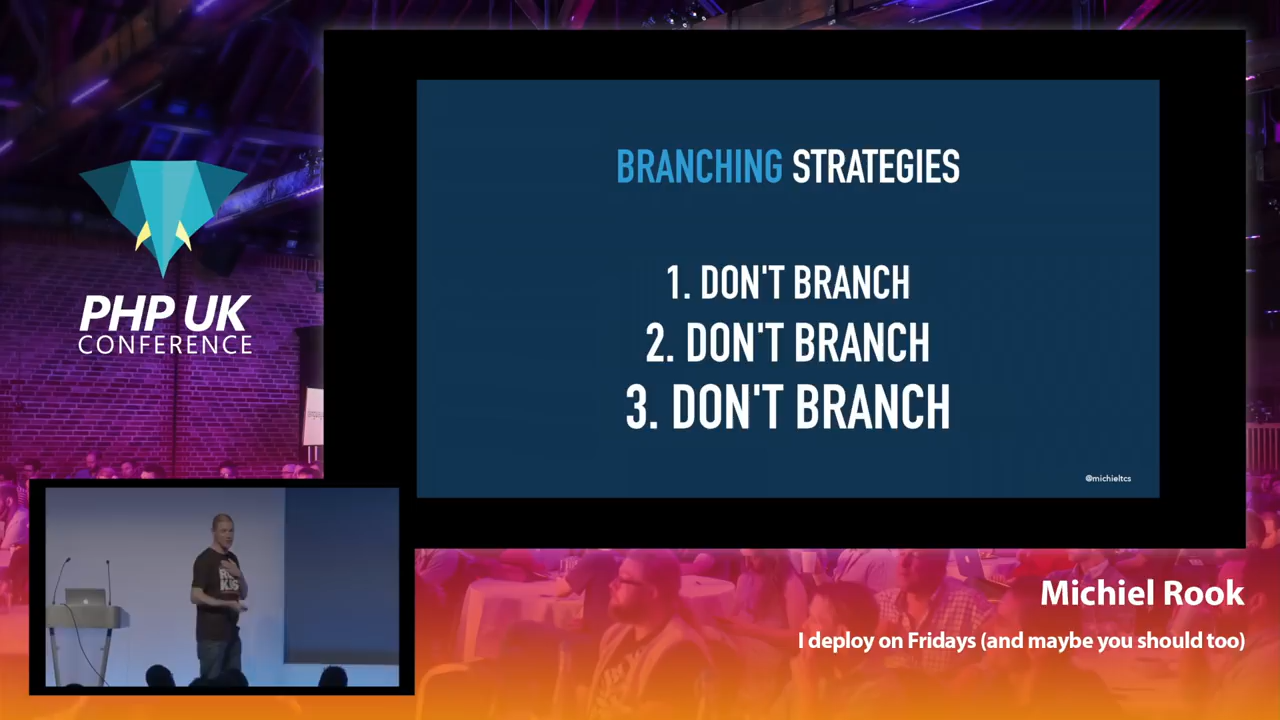 PHP UK
CONFERENCE
BRANCHING STRATEGIES
1. DON'T BRANCH
2. DON'T BRANCH
3. DON'T BRANCH
@michieltcs
Michiel Rook
I deploy on Fridays (and maybe you should too)